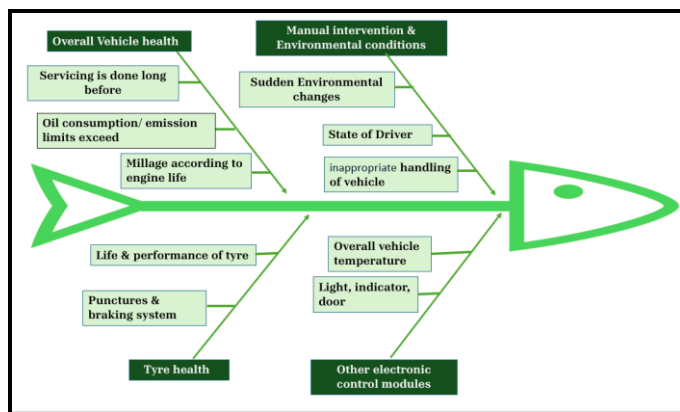 Overall Vehicle health
Manual intervention &
Environmental conditions
Servicing is done long
before
Oil consumption/ emission
limits exceed
Millage according to
engine life
Sudden Environmental
changes
State of Driver
inappropriate handling
of vehicle
Life & performance of tyre
Punctures &
braking system
Tyre health
Overall vehicle
temperature
Light, indicator,
door
Other electronic
control modules